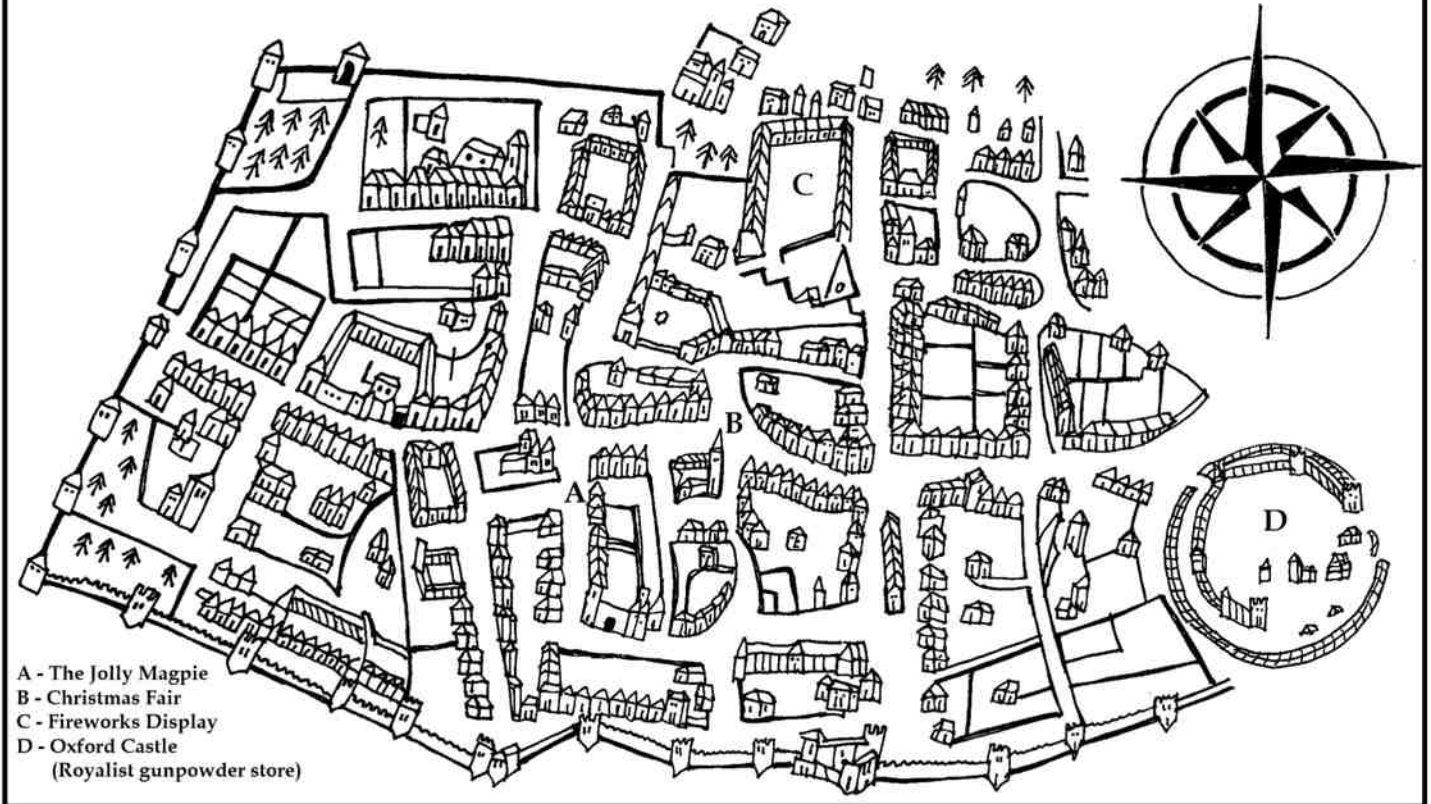 C
B
A
D
A - The Jolly Magpie
B - Christmas Fair
C - Fireworks Display
D - Oxford Castle
(Royalist gunpowder store)